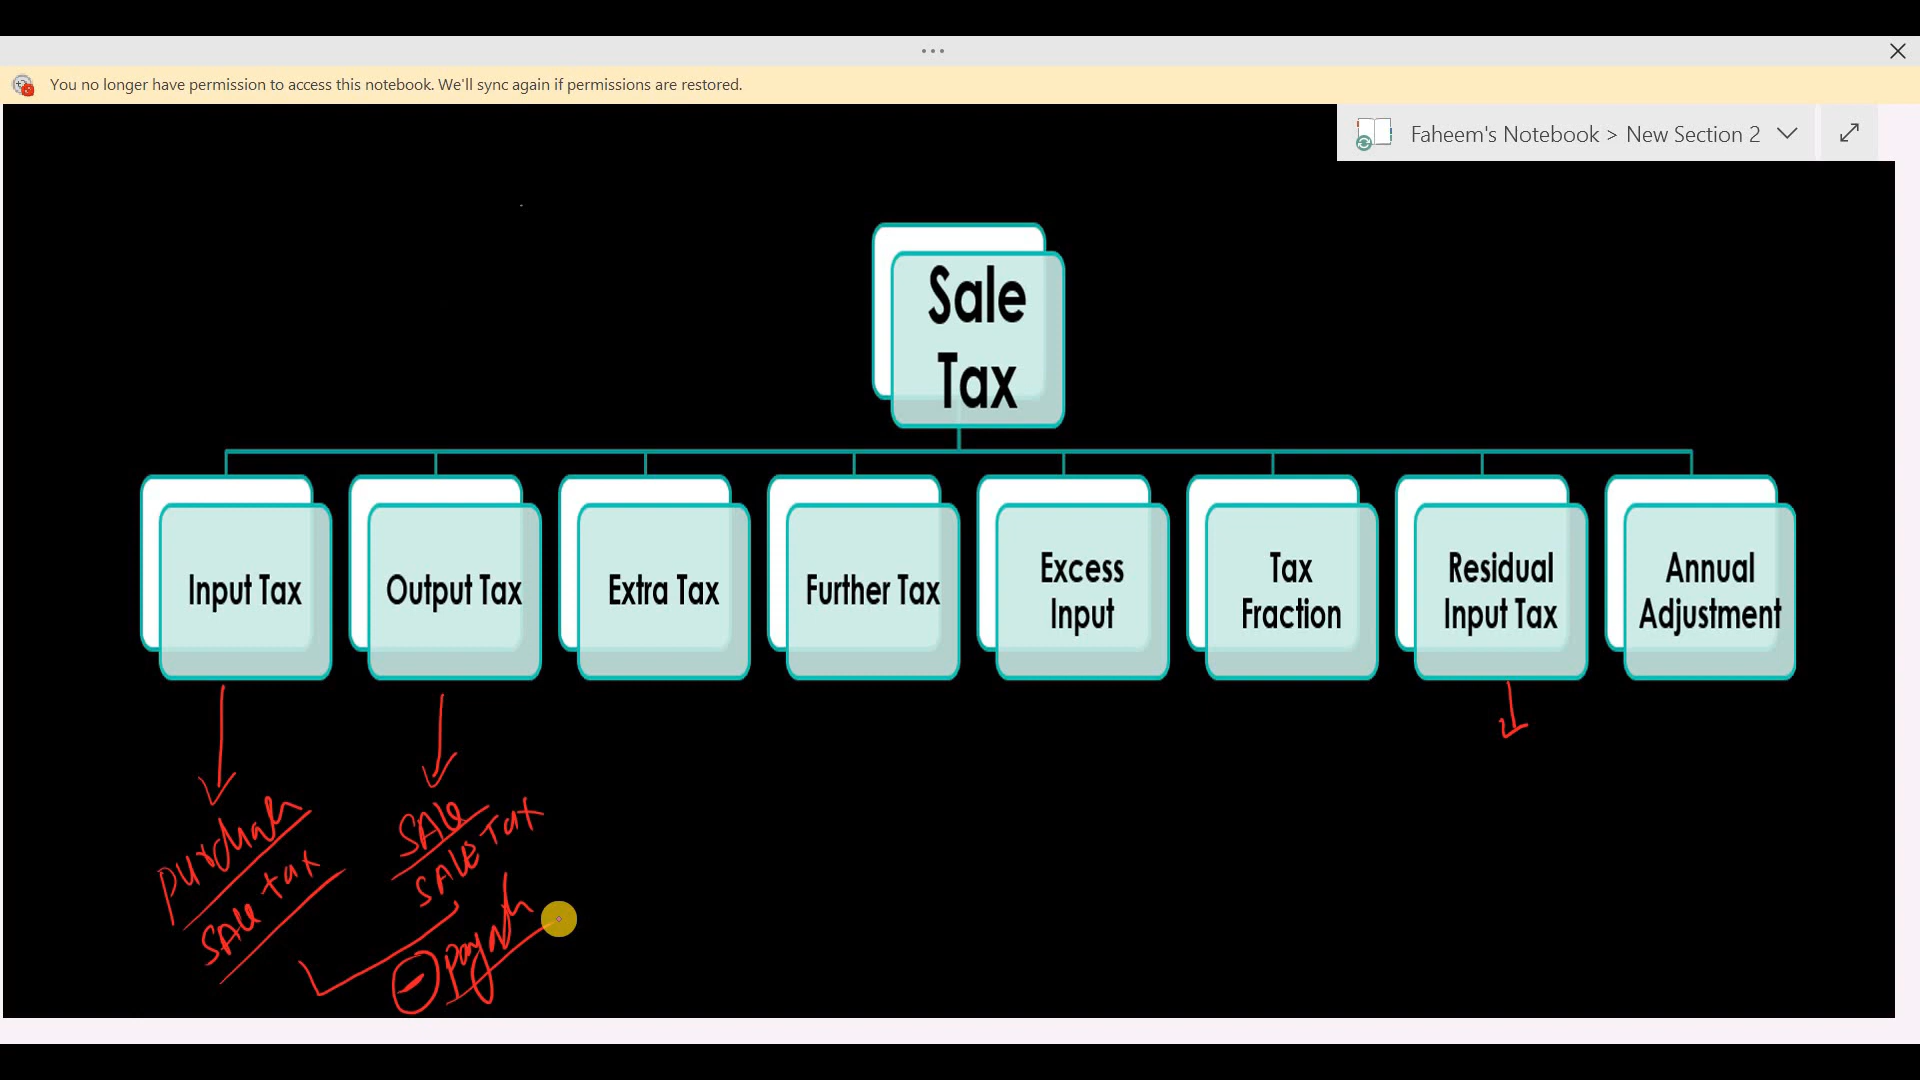 You no longer have permission to access this notebook. We'll sync again if permissions are restored.
Faheem's Notebook > New Section 2
Sale
Tax
Input Tax
Output Tax
Extra Tax
Further Tax
Excess
Input
Tax
Fraction
Residual
Input Tax
Annual
Adjustment
sale tax
SALE
SALE Tax